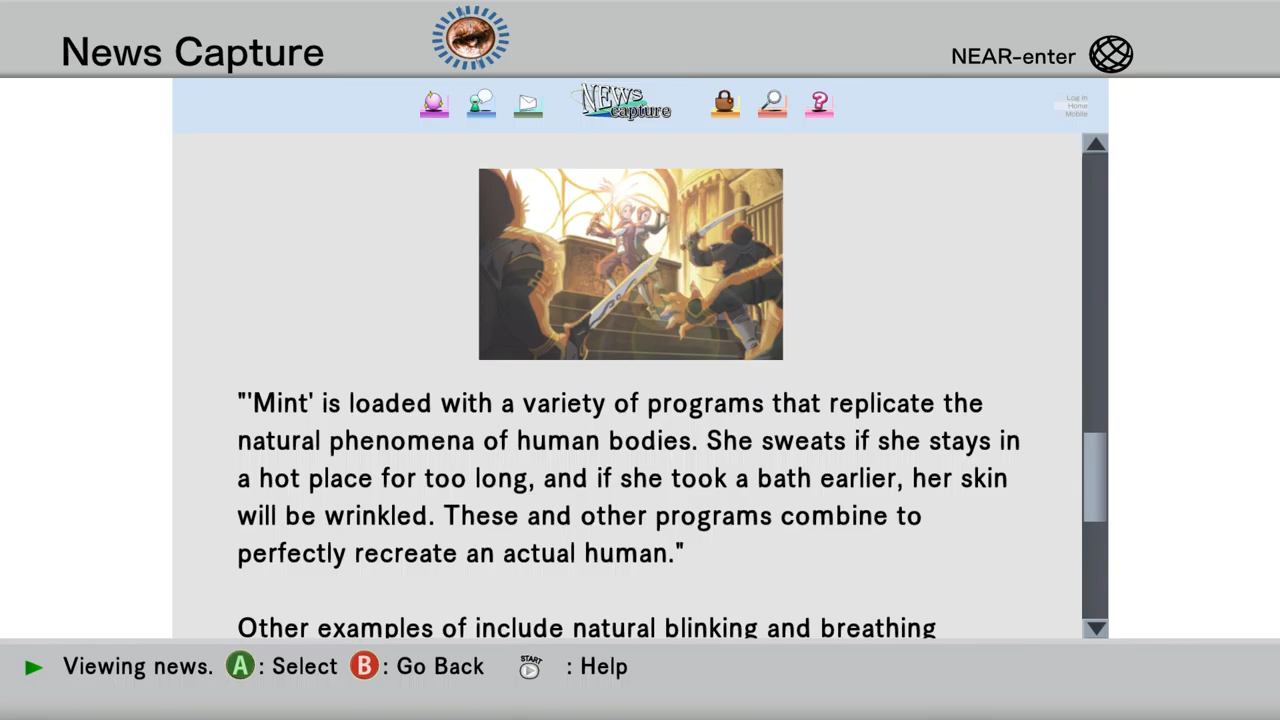 News Capture
NEAR-enter
NEWS
capture
Log in
Home
Mobile
"'Mint' is loaded with a variety of programs that replicate the
natural phenomena of human bodies. She sweats if she stays in
a hot place for too long, and if she took a bath earlier, her skin
will be wrinkled. These and other programs combine to
perfectly recreate an actual human."
Other examples of include natural blinking and breathing
Viewing news. A : Select B : Go Back START : Help